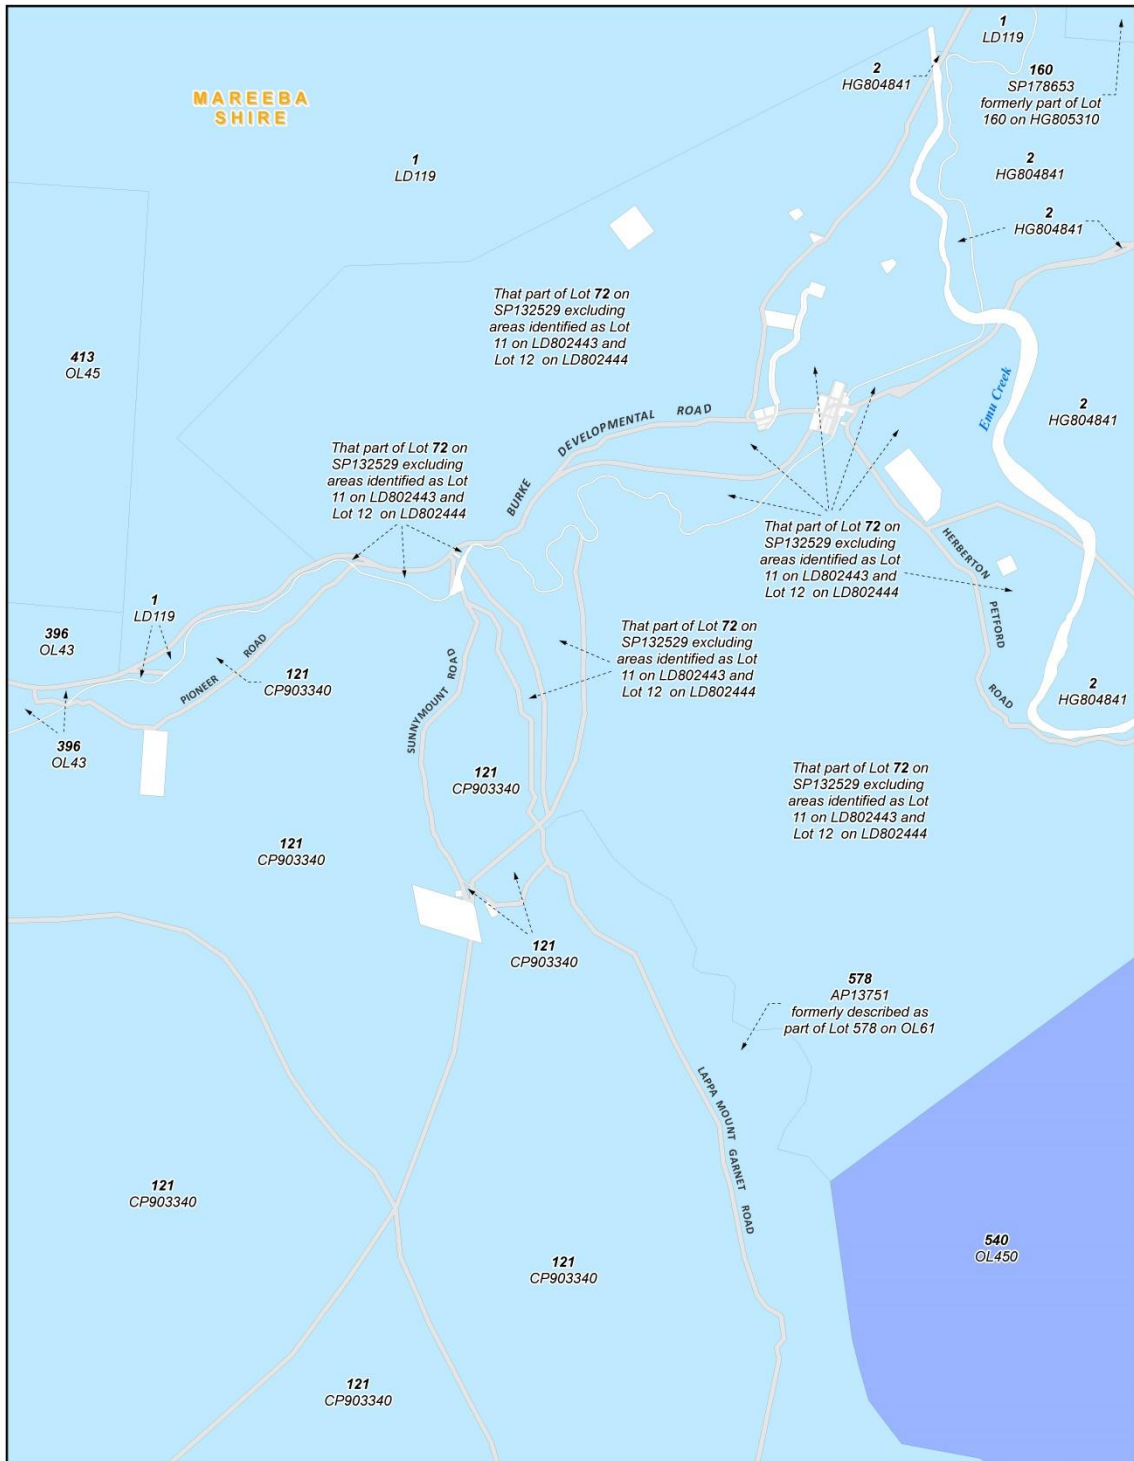 1
LD119
2
HG804841
160
SP178653
formerly part of Lot
160 on HG805310
MAREEBA
SHIRE
1
LD119
2
HG804841
2
HG804841
That part of Lot 72 on
SP132529 excluding
areas identified as Lot
11 on LD802443 and
Lot 12 on LD802444
413
OL45
Emu Creek
2
HG804841
BURKE DEVELOPMENTAL ROAD
That part of Lot 72 on
SP132529 excluding
areas identified as Lot
11 on LD802443 and
Lot 12 on LD802444
That part of Lot 72 on
SP132529 excluding
areas identified as Lot
11 on LD802443 and
Lot 12 on LD802444
HERBERTON PETFORD ROAD
1
LD119
396
OL43
PIONEER ROAD
121
CP903340
SUNNYMOUNT ROAD
That part of Lot 72 on
SP132529 excluding
areas identified as Lot
11 on LD802443 and
Lot 12 on LD802444
2
HG804841
396
OL43
121
CP903340
That part of Lot 72 on
SP132529 excluding
areas identified as Lot
11 on LD802443 and
Lot 12 on LD802444
121
CP903340
121
CP903340
578
AP13751
formerly described as
part of Lot 578 on OL61
LAPPA MOUNT GARNET ROAD
121
CP903340
540
OL450
121
CP903340
121
CP903340